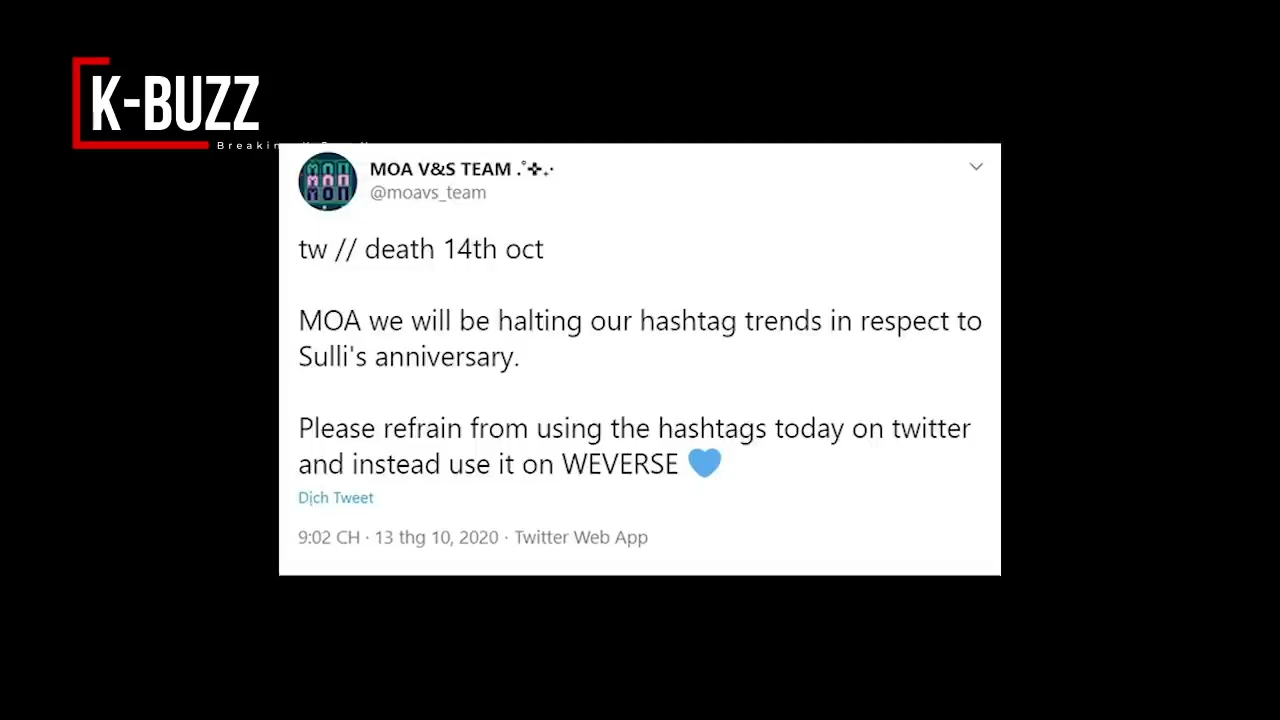 K-BUZZ
MOA V&S TEAM
@moavs_team
tw // death 14th oct
MOA we will be halting our hashtag trends in respect to
Sulli's anniversary.
Please refrain from using the hashtags today on twitter
and instead use it on WEVERSE 💙
Dịch Tweet
9:02 CH · 13 thg 10, 2020 · Twitter Web App